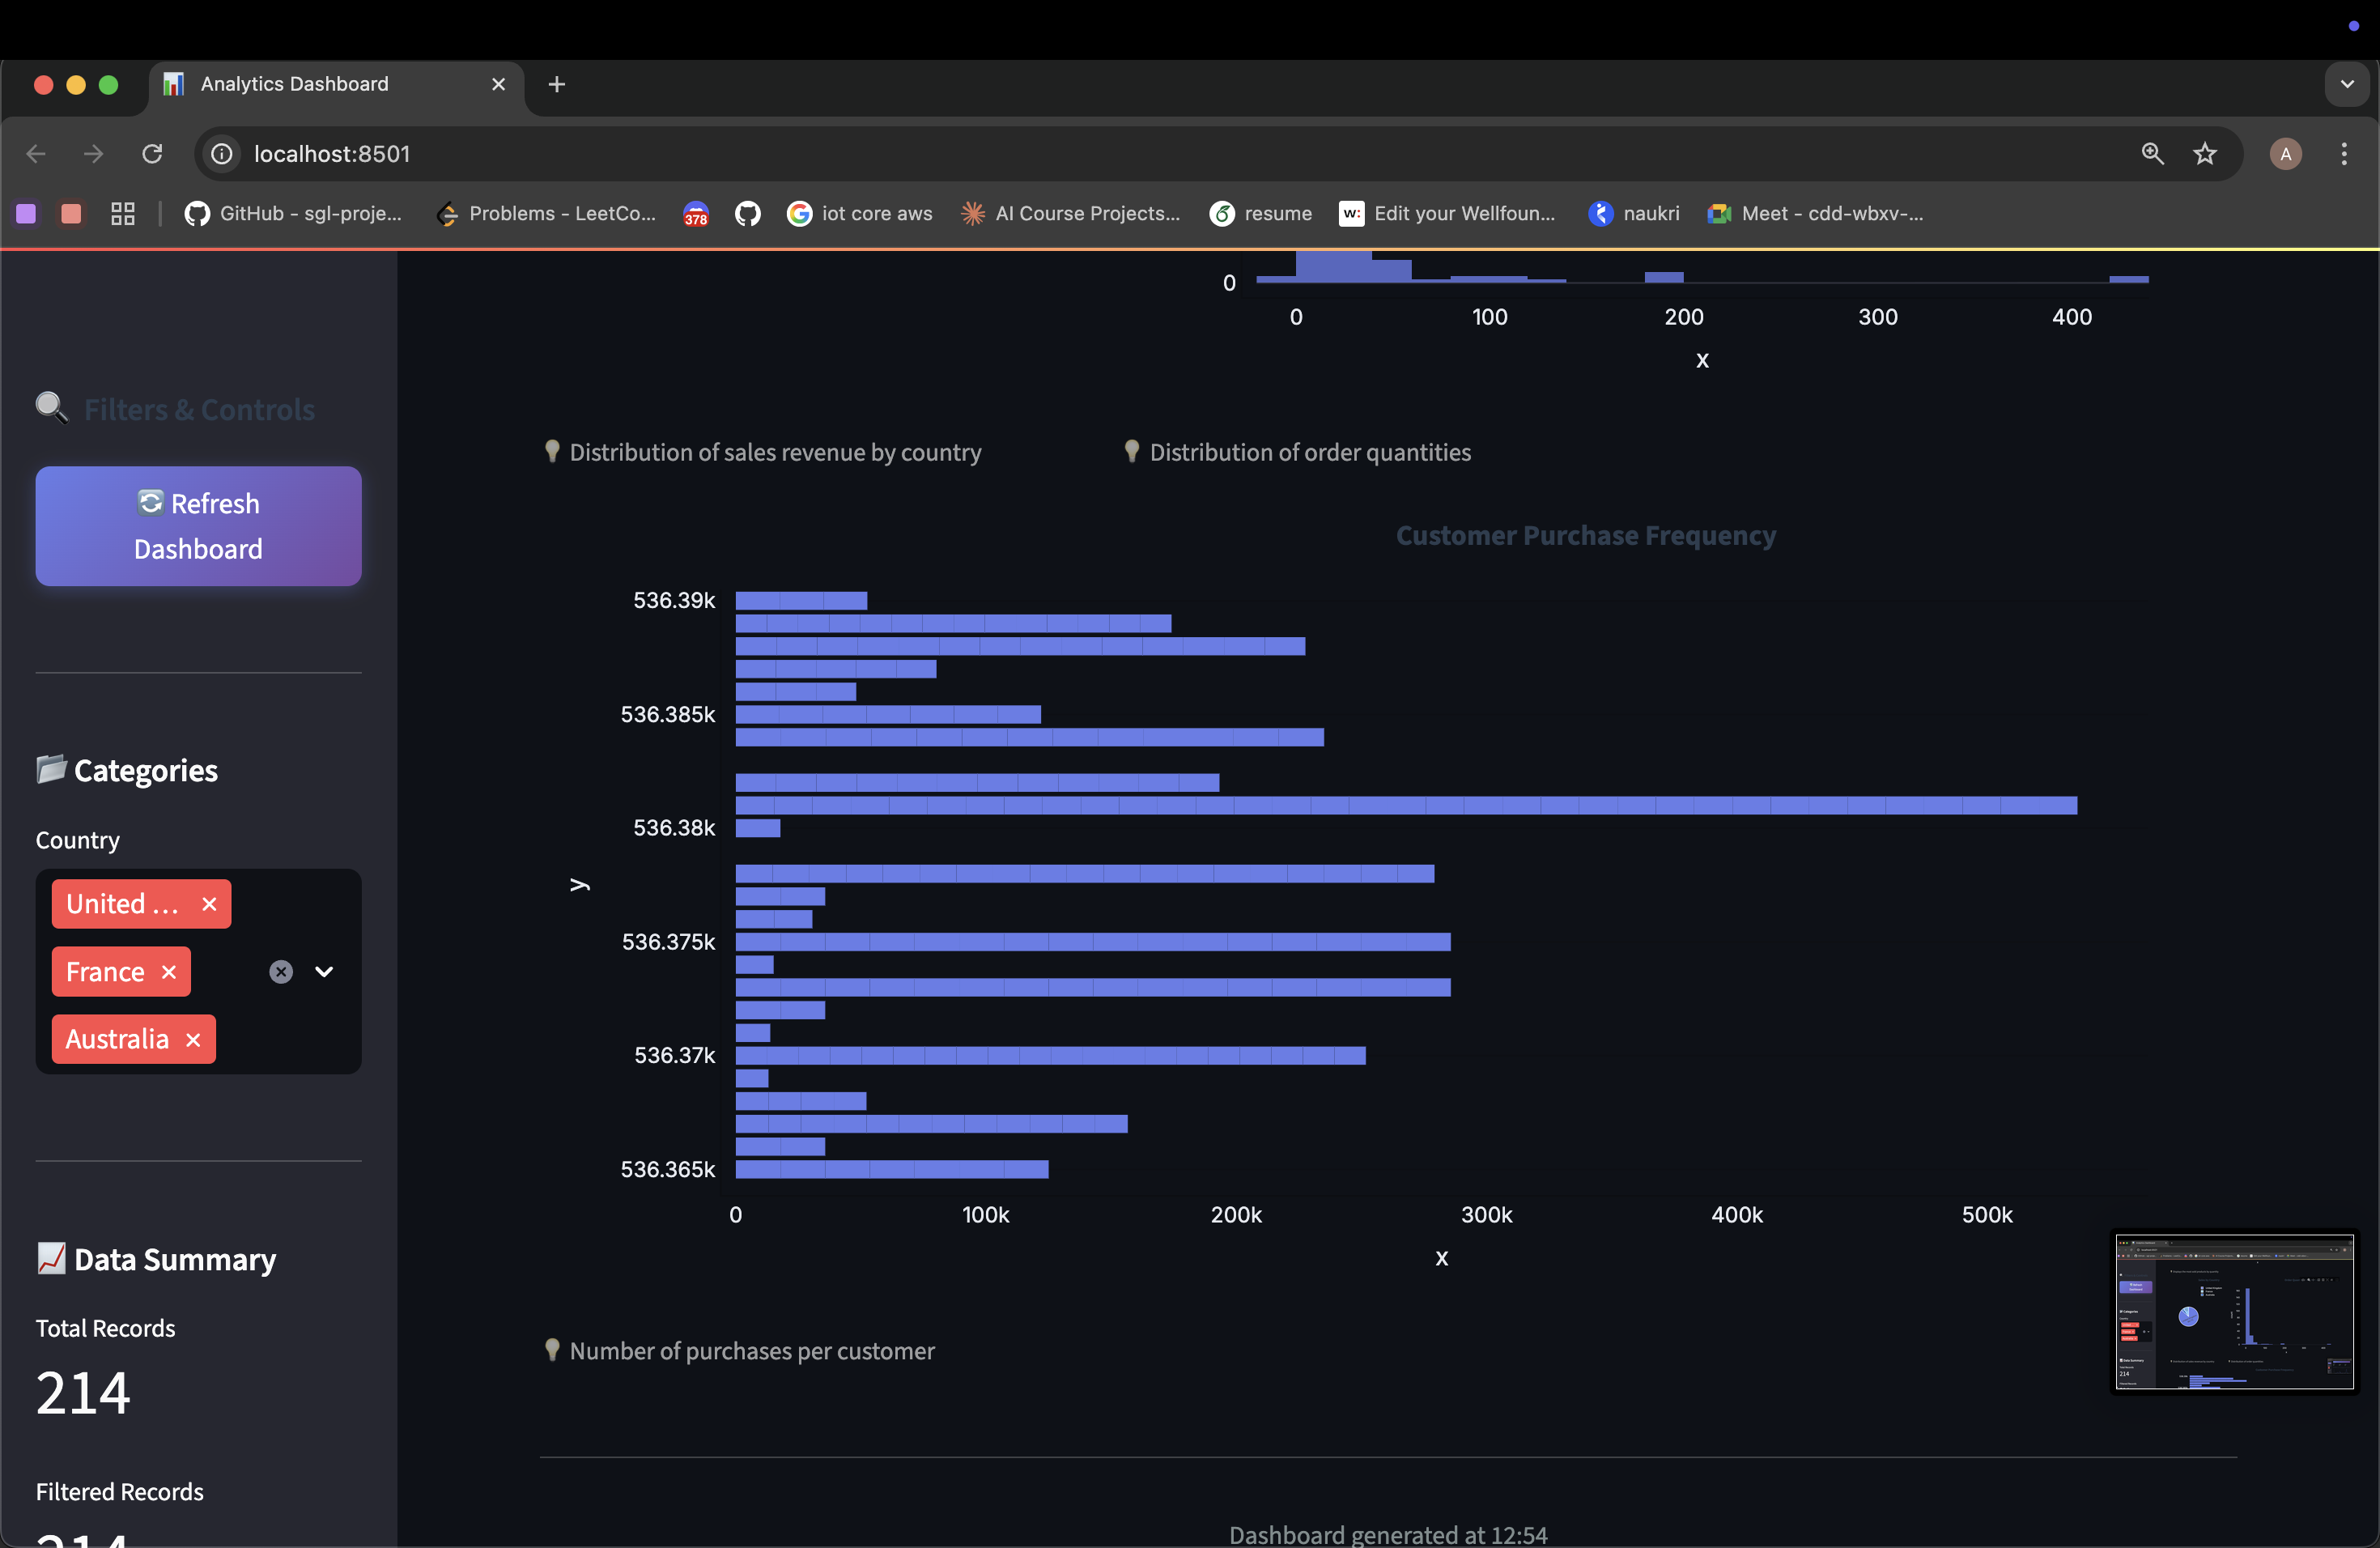 Analytics Dashboard
localhost:8501
A
GitHub - sgl-proje...
Problems - LeetCo...
378
iot core aws
AI Course Projects...
resume
w:
Edit your Wellfoun...
naukri
Meet - cdd-wbxv-...
Filters & Controls
Refresh
Dashboard
Categories
Country
United ...
France
Australia
Data Summary
Total Records
214
Filtered Records
214
0
0 100 200 300 400
x
Distribution of sales revenue by country
Distribution of order quantities
Customer Purchase Frequency
536.39k
536.385k
536.38k
y
536.375k
536.37k
536.365k
0 100k 200k 300k 400k 500k
x
Number of purchases per customer
Dashboard generated at 12:54